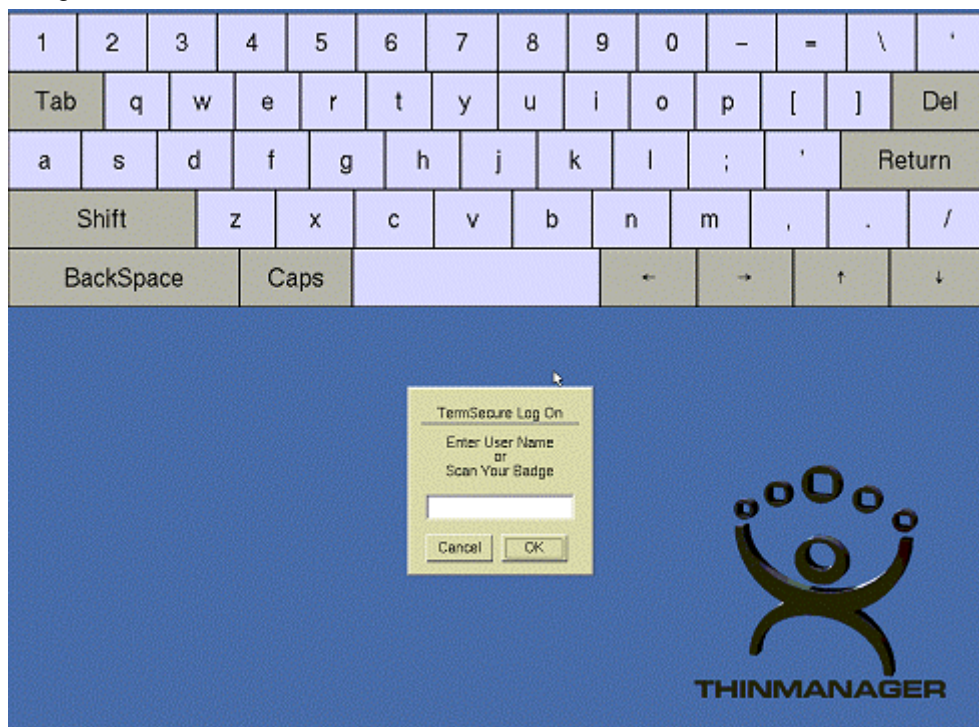 1 2 3 4 5 6 7 8 9 0 - = \ '
Tab q w e r t y u i o p [ ] Del
a s d f g h j k l ; ' Return
Shift z x c v b n m , . /
BackSpace Caps ← → ↑ ↓
TermSecure Log On
Enter User Name
or
Scan Your Badge
Cancel OK
THINMANAGER